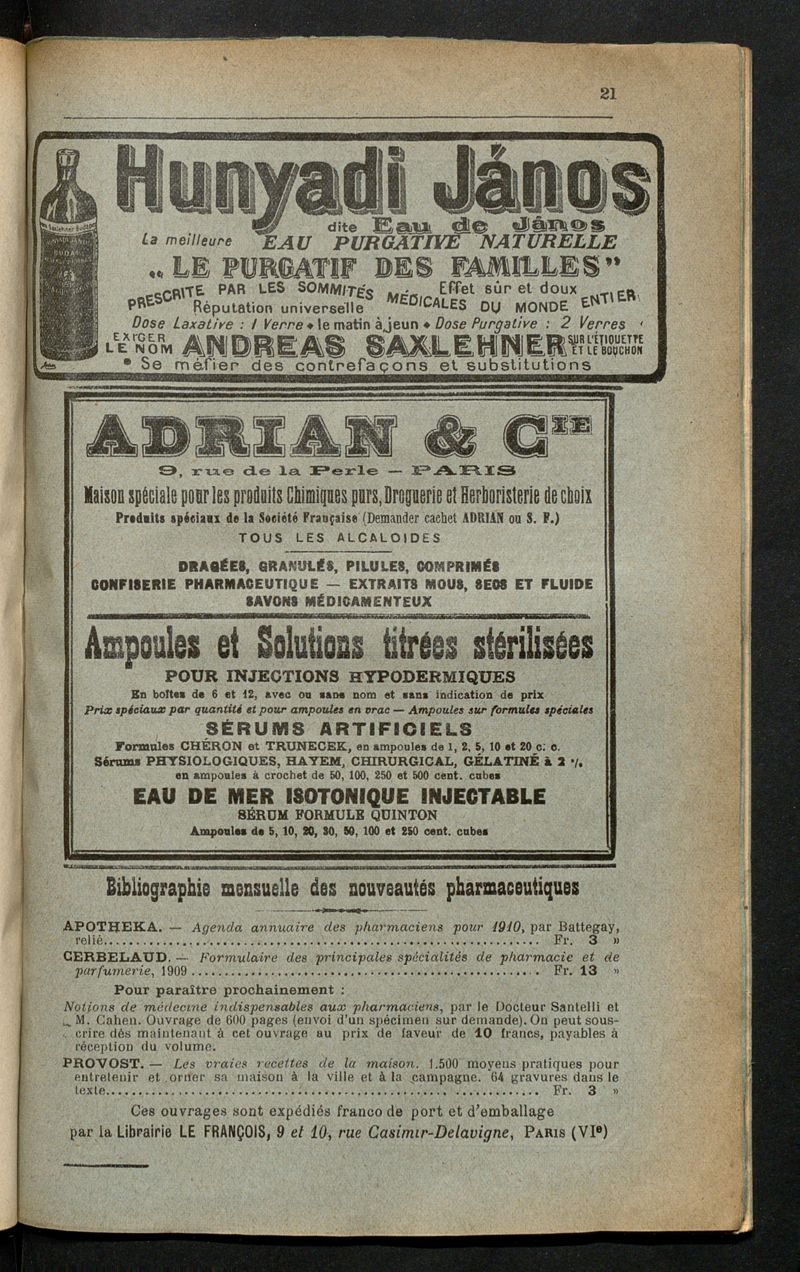 21
Hunyadi János
dite Eau de János
La meilleure EAU PURGATIVE NATURELLE
„ LE PURGATIF DES FAMILLES”
PRESCRITE PAR LES SOMMITÉS MÉDICALES DU MONDE ENTIER
Effet sûr et doux
Réputation universelle
Dose Laxative : 1 Verre le matin à jeun Dose Purgative : 2 Verres
EXIGER LE NOM ANDREAS SAXLEHNER SUR L'ÉTIQUETTE ET LE BOUCHON
* Se méfier des contrefaçons et substitutions
ADRIAN & CIE
9, rue de la Perle — PARIS
Maison spéciale pour les produits Chimiques purs, Droguerie et Herboristerie de choix
Produits spéciaux de la Société Française (Demander cachet ADRIAN ou S. F.)
TOUS LES ALCALOIDES
DRAGÉES, GRANULÉS, PILULES, COMPRIMÉS
CONFISERIE PHARMACEUTIQUE — EXTRAITS MOUS, SECS ET FLUIDE
SAVONS MÉDICAMENTEUX
Ampoules et Solutions titrées stérilisées
POUR INJECTIONS HYPODERMIQUES
En boîtes de 6 et 12, avec ou sans nom et sans indication de prix
Prix spéciaux par quantité et pour ampoules en vrac — Ampoules sur formules spéciales
SÉRUMS ARTIFICIELS
Formules CHÉRON et TRUNECEK, en ampoules de 1, 2, 5, 10 et 20 c. c.
Sérums PHYSIOLOGIQUES, HAYEM, CHIRURGICAL, GÉLATINÉ à 2 %
en ampoules à crochet de 50, 100, 250 et 500 cent. cubes
EAU DE MER ISOTONIQUE INJECTABLE
SÉRUM FORMULE QUINTON
Ampoules de 5, 10, 20, 30, 50, 100 et 250 cent. cubes
Bibliographie mensuelle des nouveautés pharmaceutiques
APOTHEKA. — Agenda annuaire des pharmaciens pour 1910, par Battegay,
relié........ Fr. 3 »
CERBELAUD. — Formulaire des principales spécialités de pharmacie et de
parfumerie, 1909........ Fr. 13 »
Pour paraître prochainement :
Notions de médecine indispensables aux pharmaciens, par le Docteur Santelli et
M. Cahen. Ouvrage de 600 pages (envoi d'un spécimen sur demande). On peut sous-
crire dès maintenant à cet ouvrage au prix de faveur de 10 francs, payables à
réception du volume.
PROVOST. — Les vraies recettes de la maison. 1.500 moyens pratiques pour
entretenir et orner sa maison à la ville et à la campagne. 64 gravures dans le
texte........ Fr. 3 »
Ces ouvrages sont expédiés franco de port et d'emballage
par la Librairie LE FRANÇOIS, 9 et 10, rue Casimir-Delavigne, PARIS (VIe)